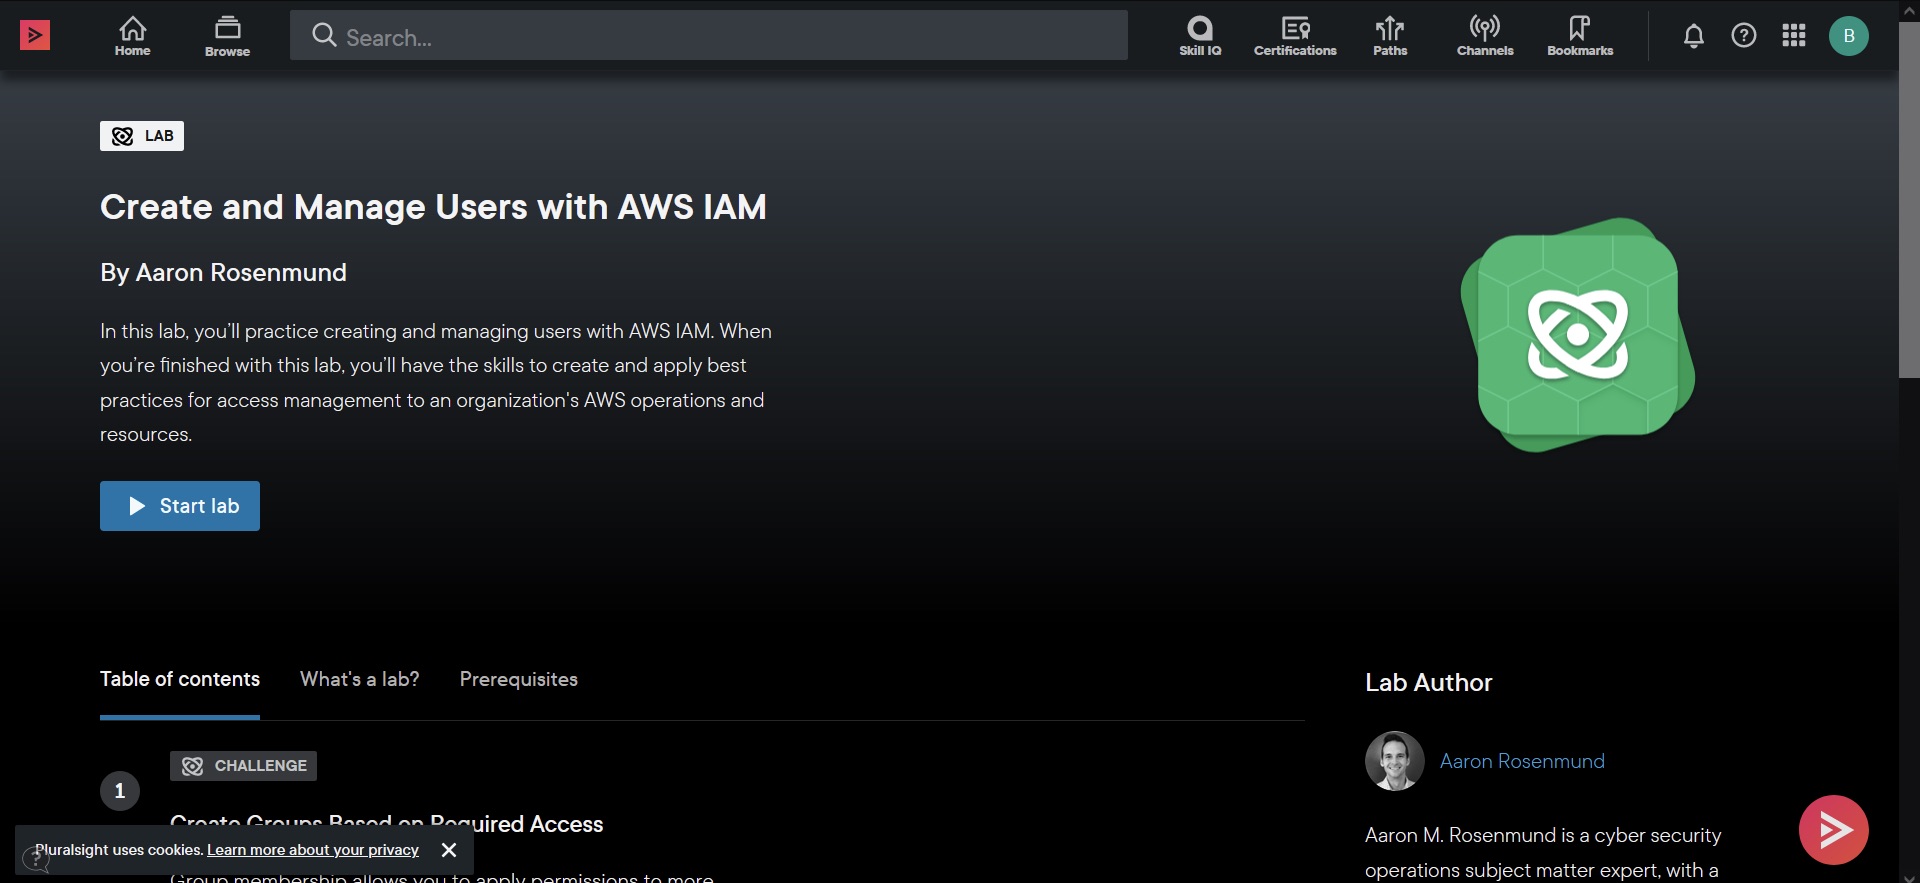 Home
Browse
Search...
Skill IQ
Certifications
Paths
Channels
Bookmarks
?
B
LAB
Create and Manage Users with AWS IAM
By Aaron Rosenmund
In this lab, you'll practice creating and managing users with AWS IAM. When
you're finished with this lab, you'll have the skills to create and apply best
practices for access management to an organization's AWS operations and
resources.
Start lab
Table of contents
What's a lab?
Prerequisites
Lab Author
1
CHALLENGE
Create Groups Based on Required Access
Group membership allows you to apply permissions to more
Aaron Rosenmund
Aaron M. Rosenmund is a cyber security
operations subject matter expert, with a
Pluralsight uses cookies. Learn more about your privacy
?